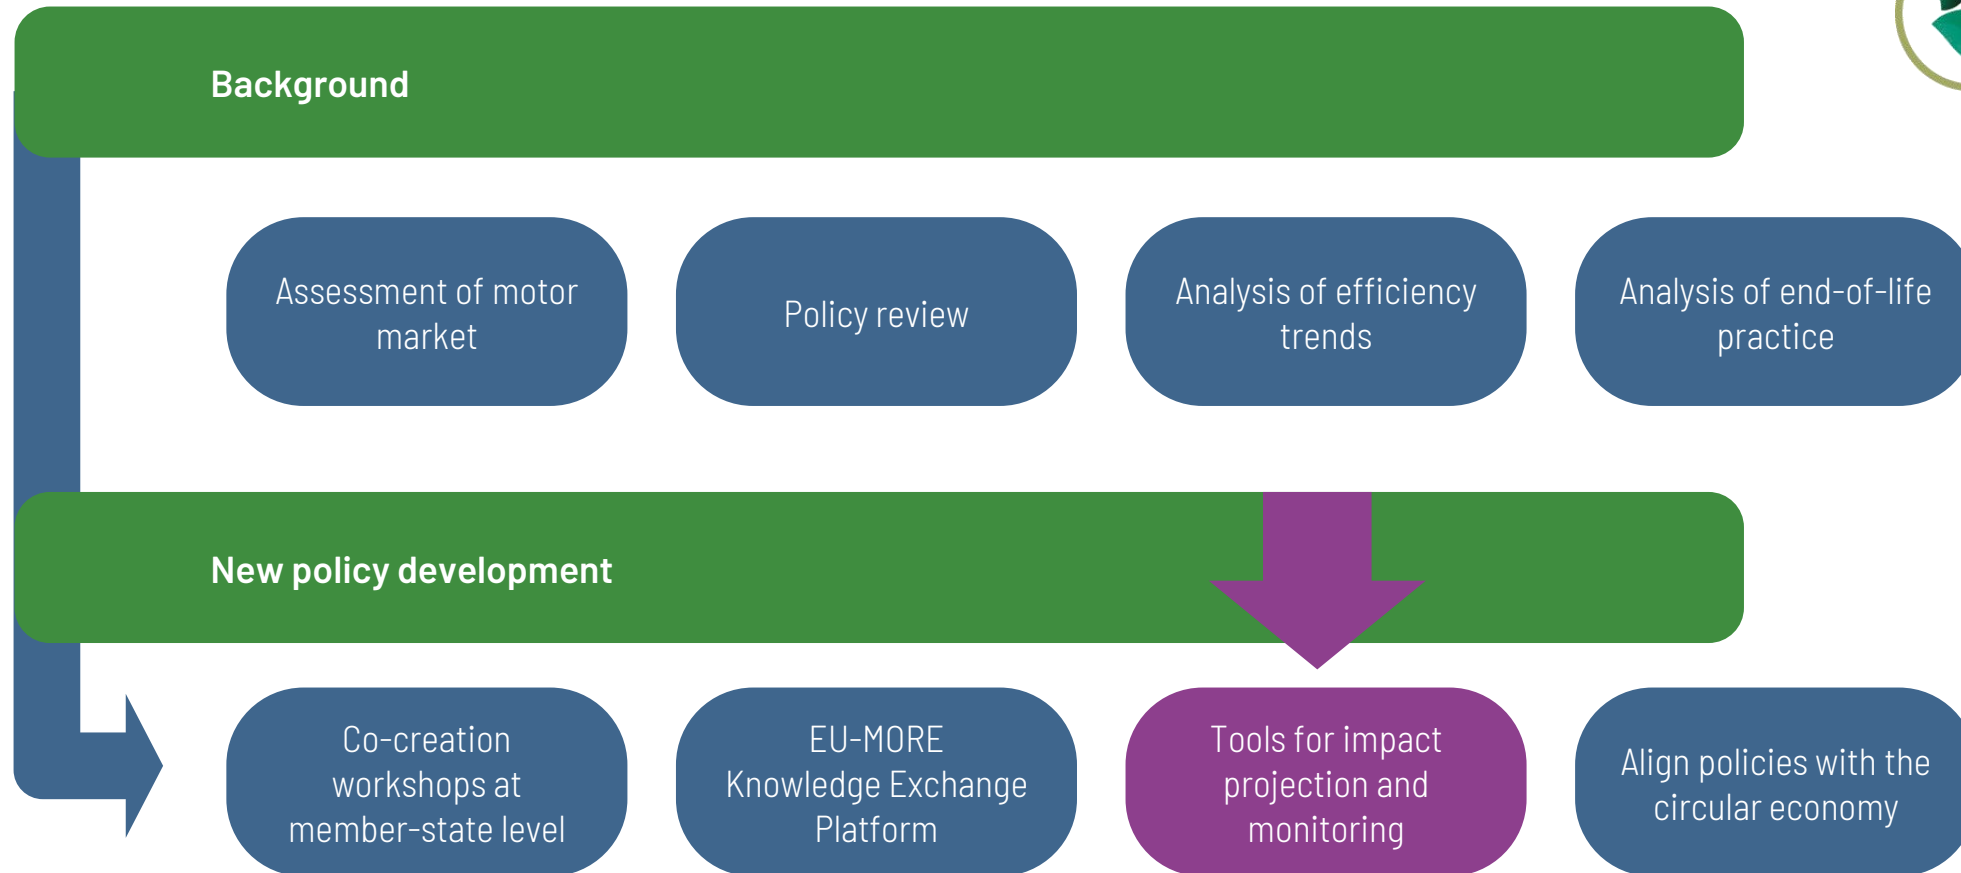 Background
Assessment of motor
market
Policy review
Analysis of efficiency
trends
Analysis of end-of-life
practice
New policy development
Co-creation
workshops at
member-state level
EU-MORE
Knowledge Exchange
Platform
Tools for impact
projection and
monitoring
Align policies with the
circular economy